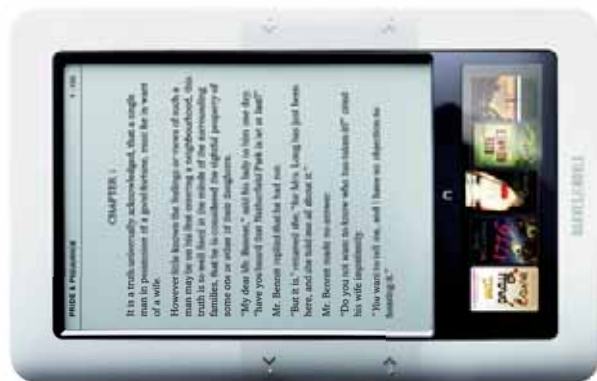 PRIDE & PREJUDICE
CHAPTER 1
It is a truth universally acknowledged, that a single
man in possession of a good fortune, must be in want
of a wife.
However little known the feelings or views of such a
man may be on his first entering a neighbourhood, this
truth is so well fixed in the minds of the surrounding
families, that he is considered the rightful property of
some one or other of their daughters.
"My dear Mr. Bennet," said his lady to him one day,
"have you heard that Netherfield Park is let at last?"
Mr. Bennet replied that he had not.
"But it is," returned she; "for Mrs. Long has just been
here, and she told me all about it."
Mr. Bennet made no answer.
"Do you not want to know who has taken it?" cried
his wife impatiently.
"You want to tell me, and I have no objection to
hearing it."
1776
BARNES & NOBLE